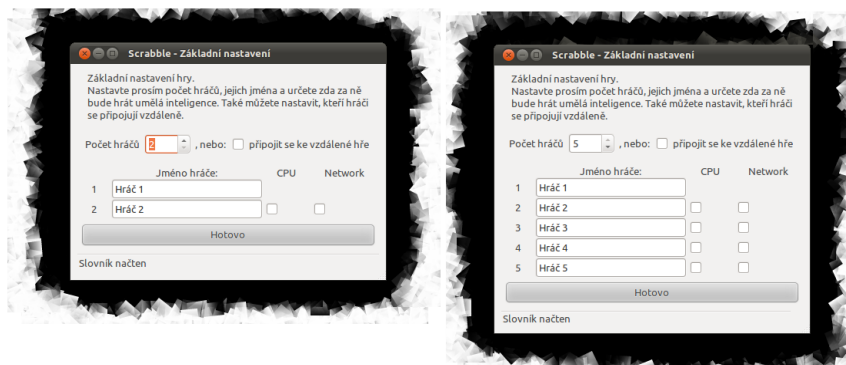 Scrabble - Základní nastavení
Základní nastavení hry.
Nastavte prosím počet hráčů, jejich jména a určete zda za ně
bude hrát umělá inteligence. Také můžete nastavit, kteří hráči
se připojují vzdáleně.
Počet hráčů 2 , nebo: připojit se ke vzdálené hře
Jméno hráče: CPU Network
1 Hráč 1
2 Hráč 2
Hotovo
Slovník načten
Scrabble - Základní nastavení
Základní nastavení hry.
Nastavte prosím počet hráčů, jejich jména a určete zda za ně
bude hrát umělá inteligence. Také můžete nastavit, kteří hráči
se připojují vzdáleně.
Počet hráčů 5 , nebo: připojit se ke vzdálené hře
Jméno hráče: CPU Network
1 Hráč 1
2 Hráč 2
3 Hráč 3
4 Hráč 4
5 Hráč 5
Hotovo
Slovník načten